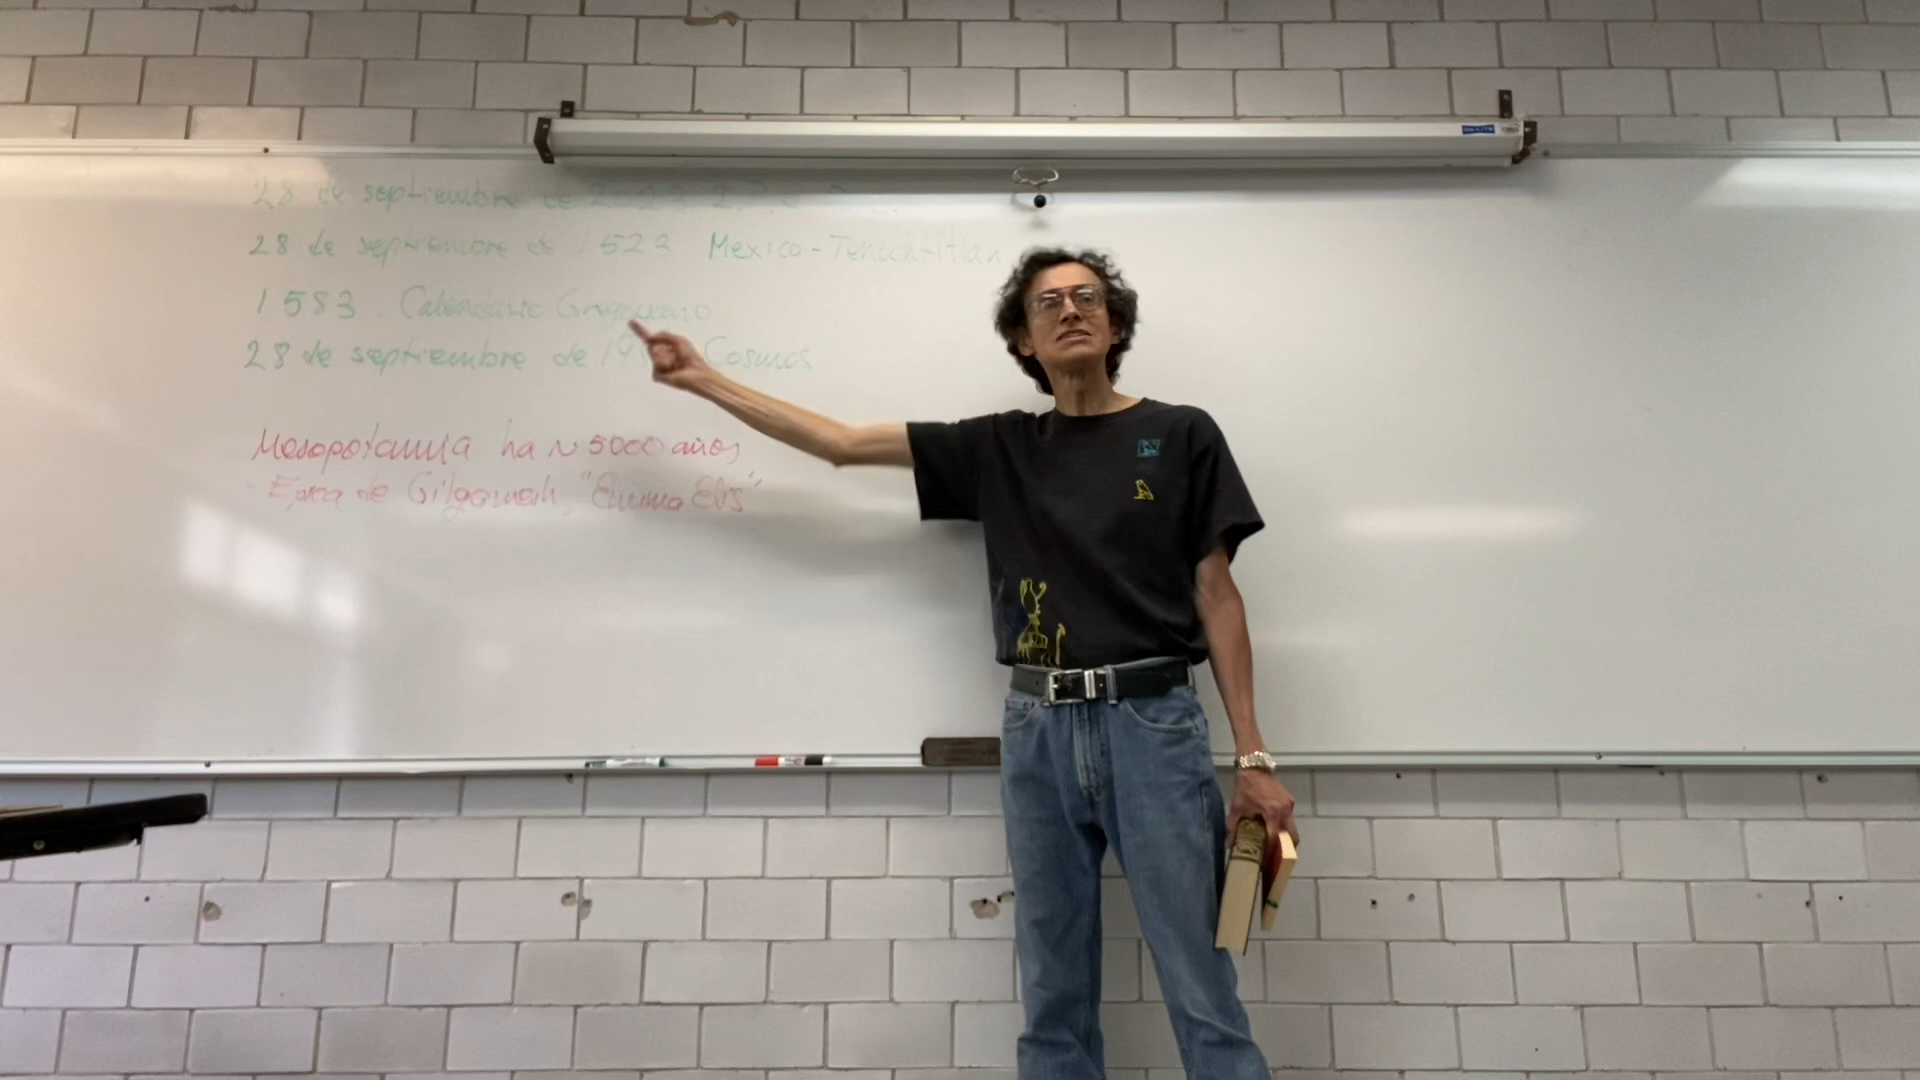 28 de septiembre de 2023
28 de septiembre de 1523 Mexico-Tenochtitlan
1583. Calendario Gregoriano
28 de septiembre de Cosmos
Mesopotamia ha ~ 5000 años
- Epica de Gilgamesh, "Enuma Elis"